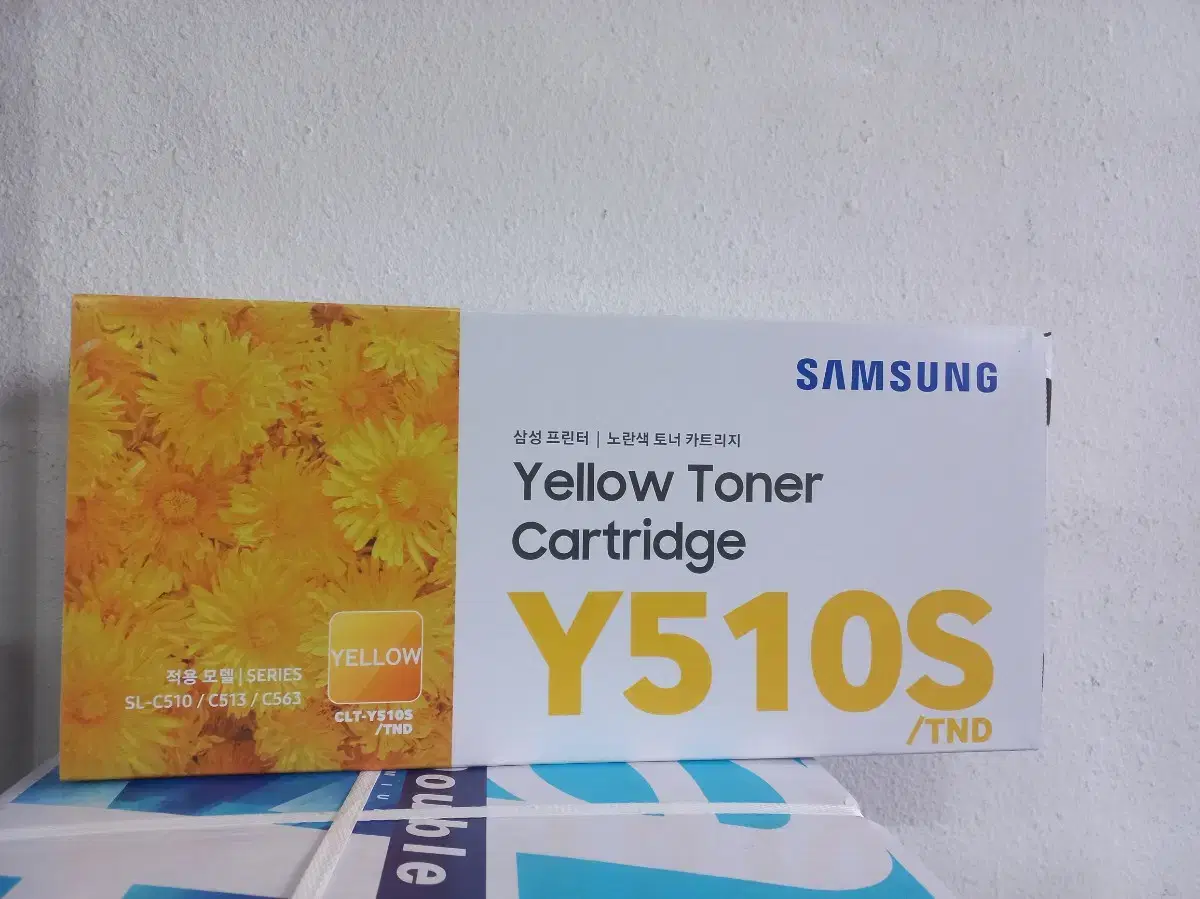 SAMSUNG
삼성 프린터 | 노란색 토너 카트리지
Yellow Toner
Cartridge
Y510S
/TND
YELLOW
적용 모델 | SERIES
SL-C510 / C513 / C563
CLT-Y510S
/TND
ouble